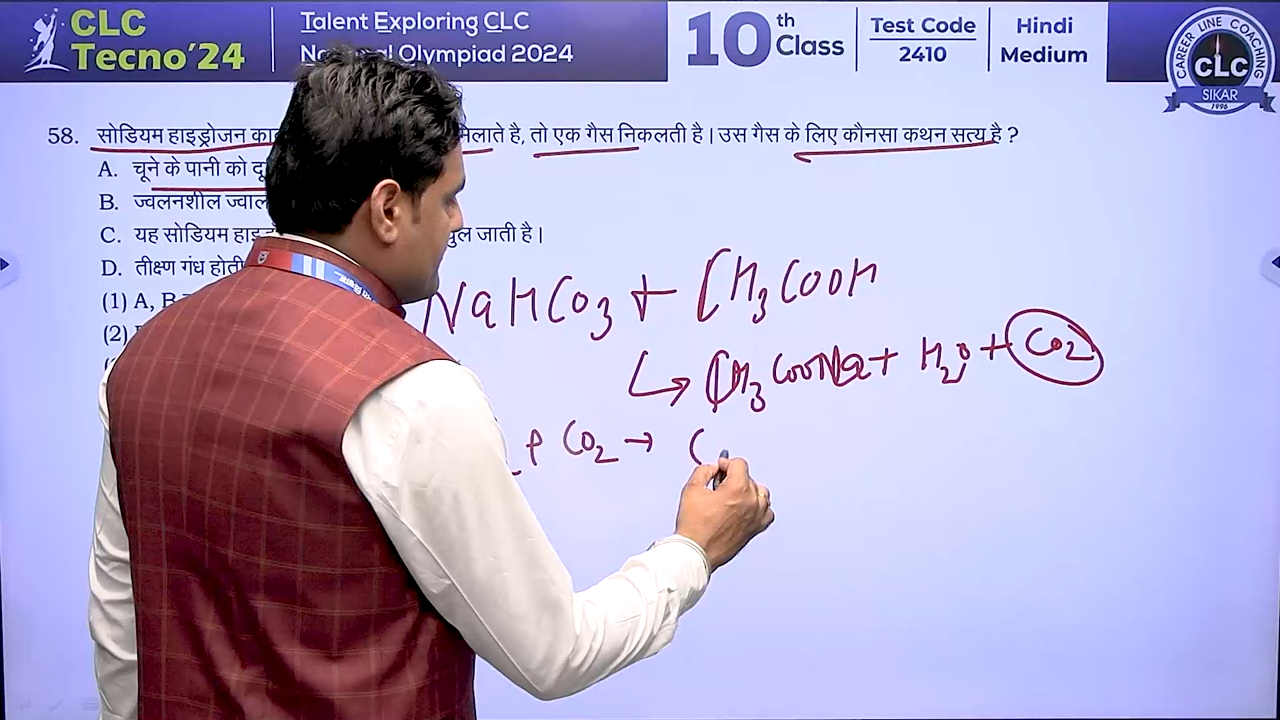 CLC
Tecno'24
Talent Exploring CLC
Olympiad 2024
10th Class
Test Code
2410
Hindi
Medium
CAREER LINE COACHING
CLC
SIKAR
1996
58. सोडियम हाइड्रोजन मिलाते है, तो एक गैस निकलती है। उस गैस के लिए कौनसा कथन सत्य है ?
A. चूने के पानी को
B. ज्वलनशील
C. यह सोडियम घुल जाती है।
D. तीक्ष्ण गंध
(1) A,
(2)
NaHCO3 + CH3COOH
↳ CH3COONa + H2O + CO2
+ CO2 → C